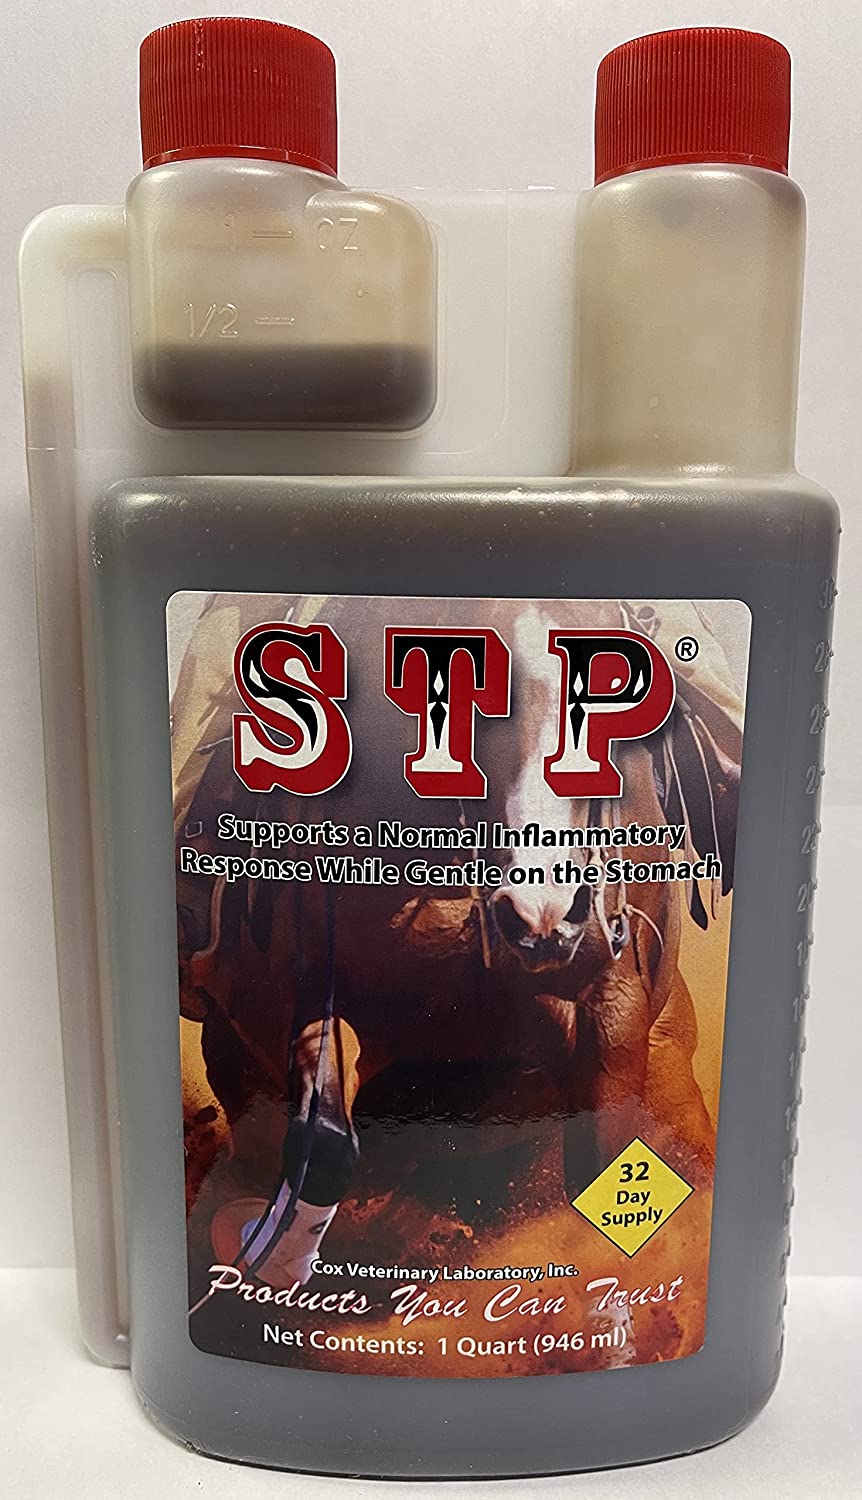 1 — OZ
1/2 —
STP®
Supports a Normal Inflammatory
Response While Gentle on the Stomach
32
Day
Supply
Cox Veterinary Laboratory, Inc.
Products You Can Trust
Net Contents: 1 Quart (946 ml)